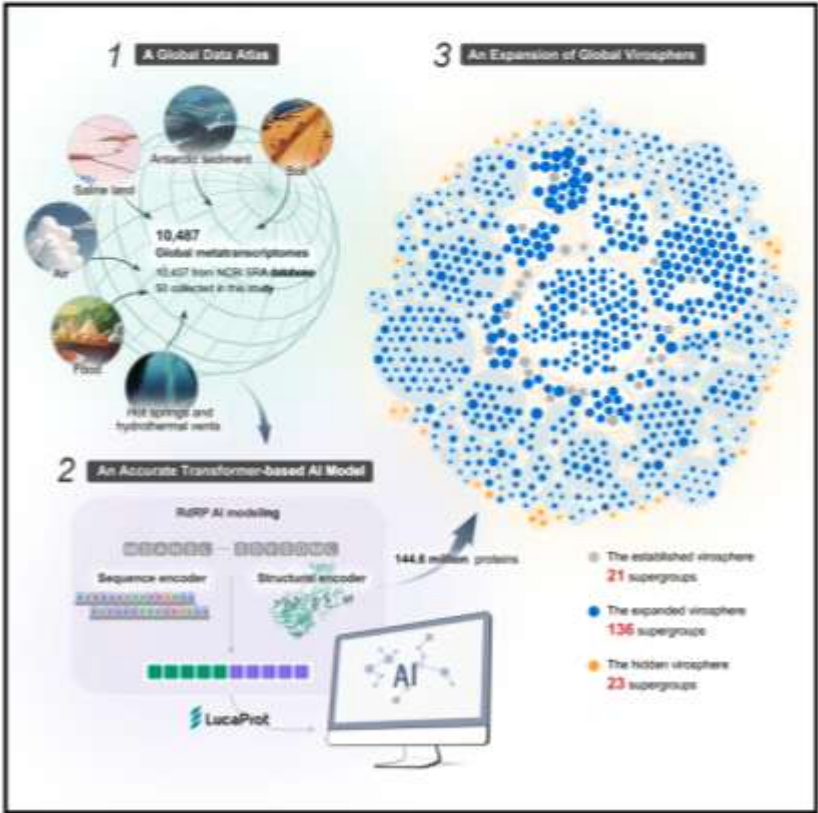 1 A Global Data Atlas
Antarctic sediment
Soil
Saline land
Air
10,487
Global metatranscriptomes
10,437 from NCBI SRA database
50 collected in this study
Food
Hot springs and
hydrothermal vents
2 An Accurate Transformer-based AI Model
RdRP AI modeling
Sequence encoder
Structural encoder
144.6 million proteins
AI
LucaProt
3 An Expansion of Global Virosphere
The established virosphere
21 supergroups
The expanded virosphere
136 supergroups
The hidden virosphere
23 supergroups